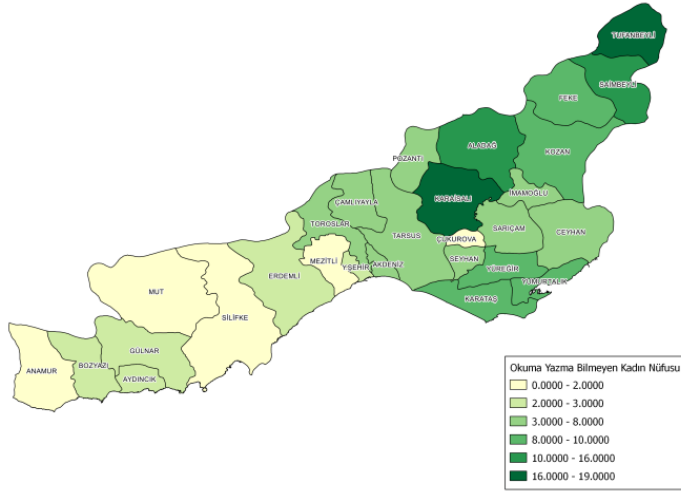 TUFANBEYLİ
SAİMBEYLİ
FEKE
KOZAN
ALADAĞ
POZANTI
İMAMOĞLU
KARAİSALI
ÇAMLIYAYLA
TOROSLAR
SARIÇAM
CEYHAN
TARSUS
ÇUKUROVA
MEZİTLİ
YŞEHİR
AKDENİZ
SEYHAN
YÜREĞİR
ERDEMLİ
YUMURTALIK
KARATAŞ
MUT
SİLİFKE
GÜLNAR
BOZYAZI
ANAMUR
AYDINCIK
Okuma Yazma Bilmeyen Kadın Nüfusu
0.0000 - 2.0000
2.0000 - 3.0000
3.0000 - 8.0000
8.0000 - 10.0000
10.0000 - 16.0000
16.0000 - 19.0000